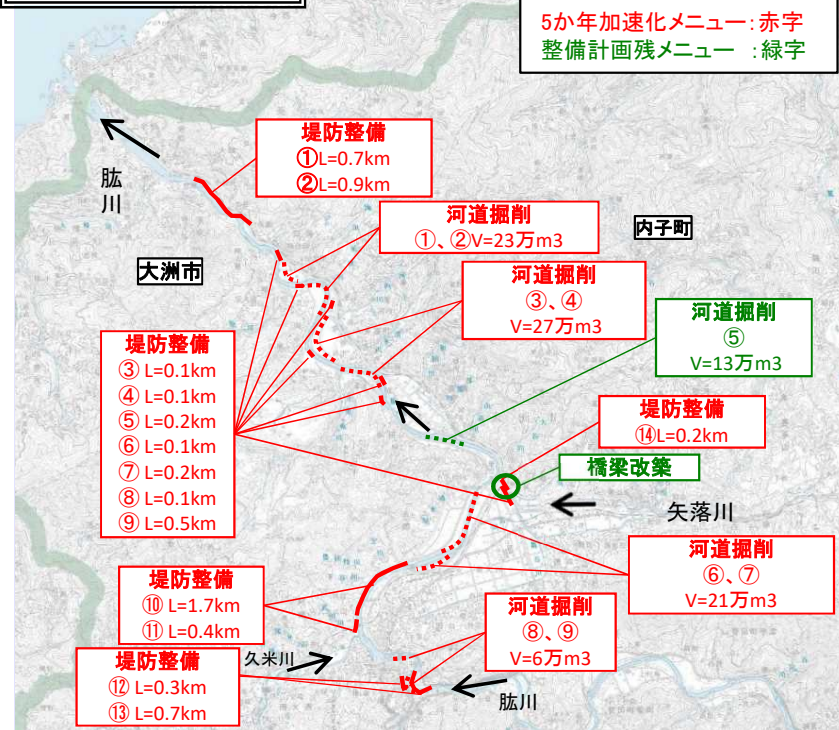 5か年加速化メニュー：赤字
整備計画残メニュー ：緑字
堤防整備
①L=0.7km
②L=0.9km
肱川
河道掘削
①、②V=23万m3
内子町
大洲市
河道掘削
③、④
V=27万m3
河道掘削
⑤
V=13万m3
堤防整備
③ L=0.1km
④ L=0.1km
⑤ L=0.2km
⑥ L=0.1km
⑦ L=0.2km
⑧ L=0.1km
⑨ L=0.5km
堤防整備
⑭L=0.2km
橋梁改築
矢落川
河道掘削
⑥、⑦
V=21万m3
堤防整備
⑩ L=1.7km
⑪ L=0.4km
河道掘削
⑧、⑨
V=6万m3
久米川
堤防整備
⑫ L=0.3km
⑬ L=0.7km
肱川